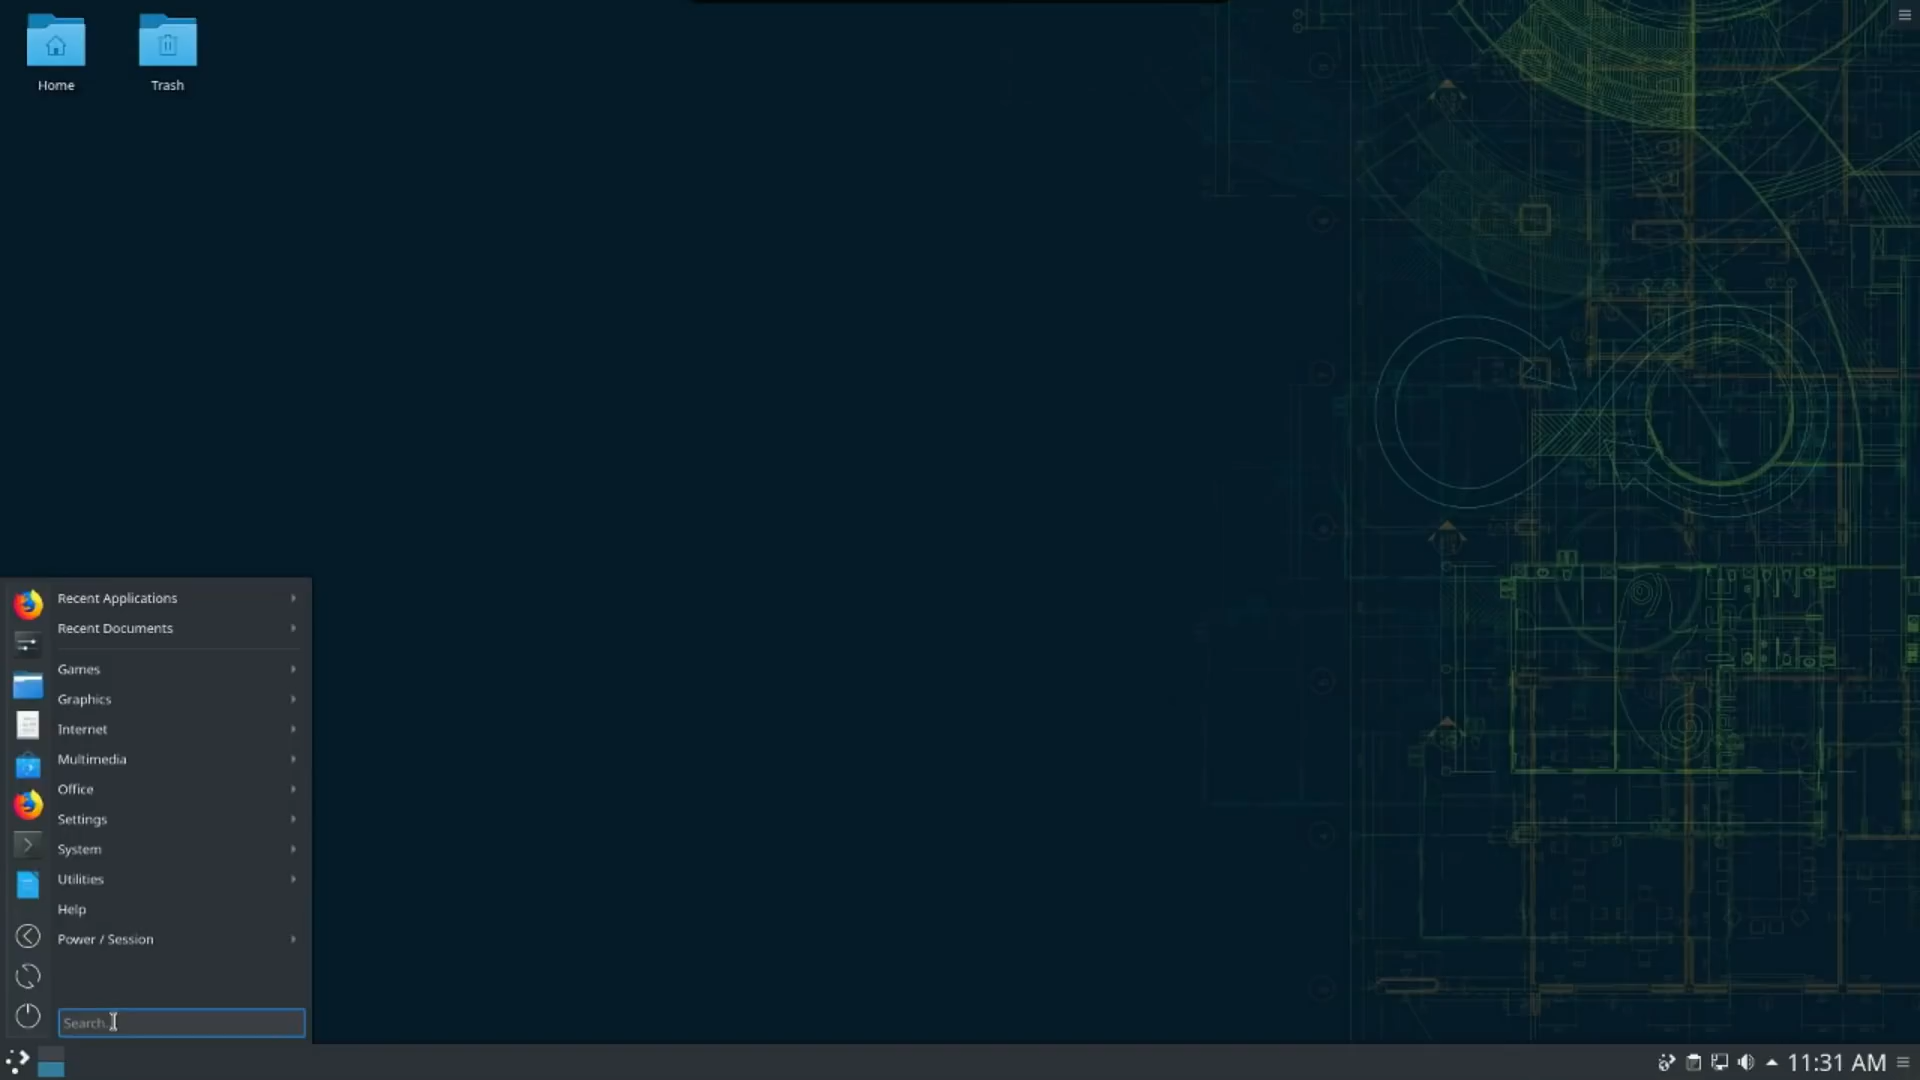 Home
Trash
Recent Applications
Recent Documents
Games
Graphics
Internet
Multimedia
Office
Settings
System
Utilities
Help
Power / Session
Search...
11:31 AM